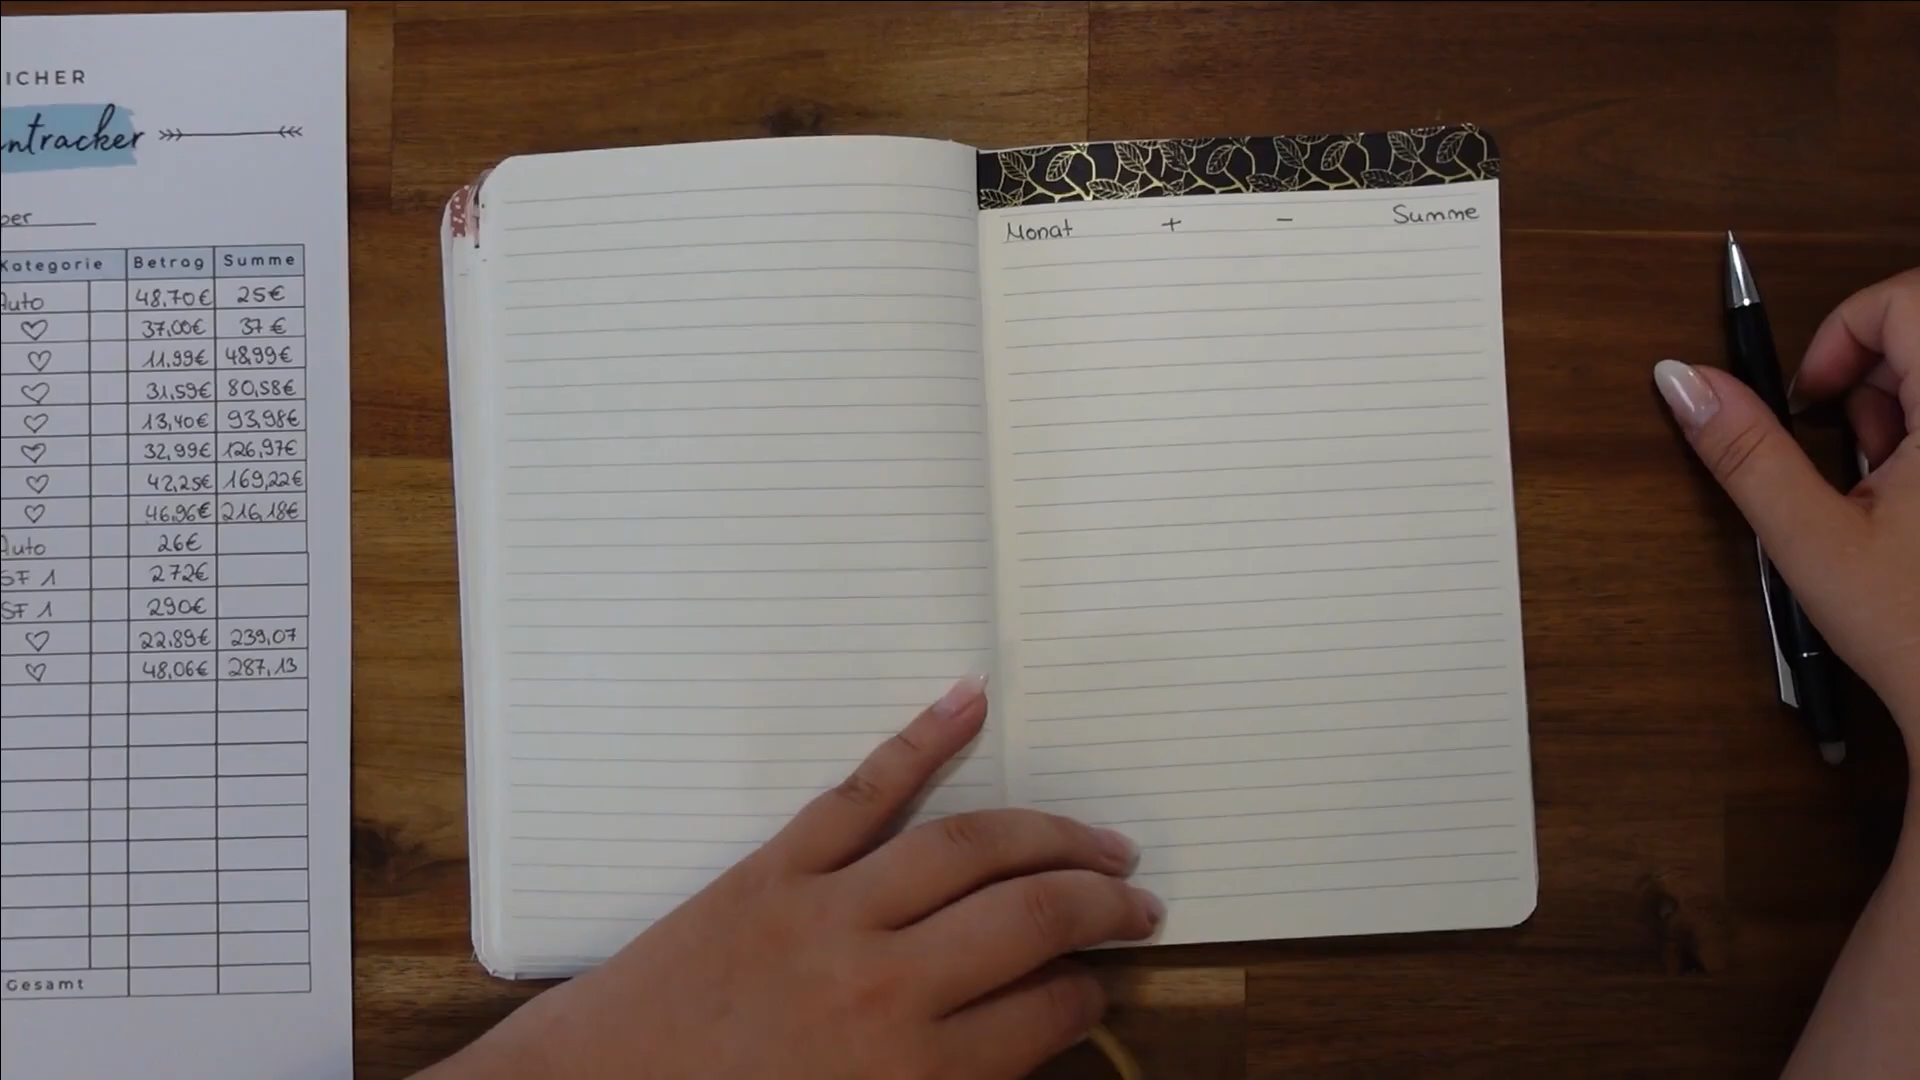 ICHER
ntracker
ber
Kategorie Betrag Summe
Auto 48,70€ 25€
♡ 37,00€ 37€
♡ 11,99€ 48,99€
♡ 31,59€ 80,58€
♡ 13,40€ 93,98€
♡ 32,99€ 126,97€
♡ 42,25€ 169,22€
♡ 46,96€ 216,18€
Auto 26€
SF 1 272€
SF 1 290€
♡ 22,89€ 239,07
♡ 48,06€ 287,13
Gesamt
Monat + - Summe